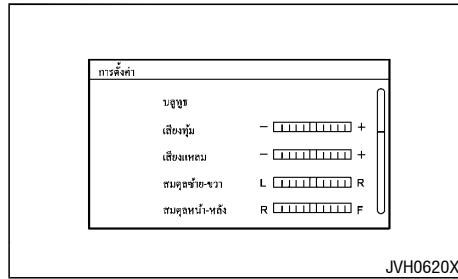 การตั้งค่า
บลูทูธ
เสียงทุ้ม - +
เสียงแหลม - +
สมดุลซ้าย-ขวา L R
สมดุลหน้า-หลัง R F
JVH0620X